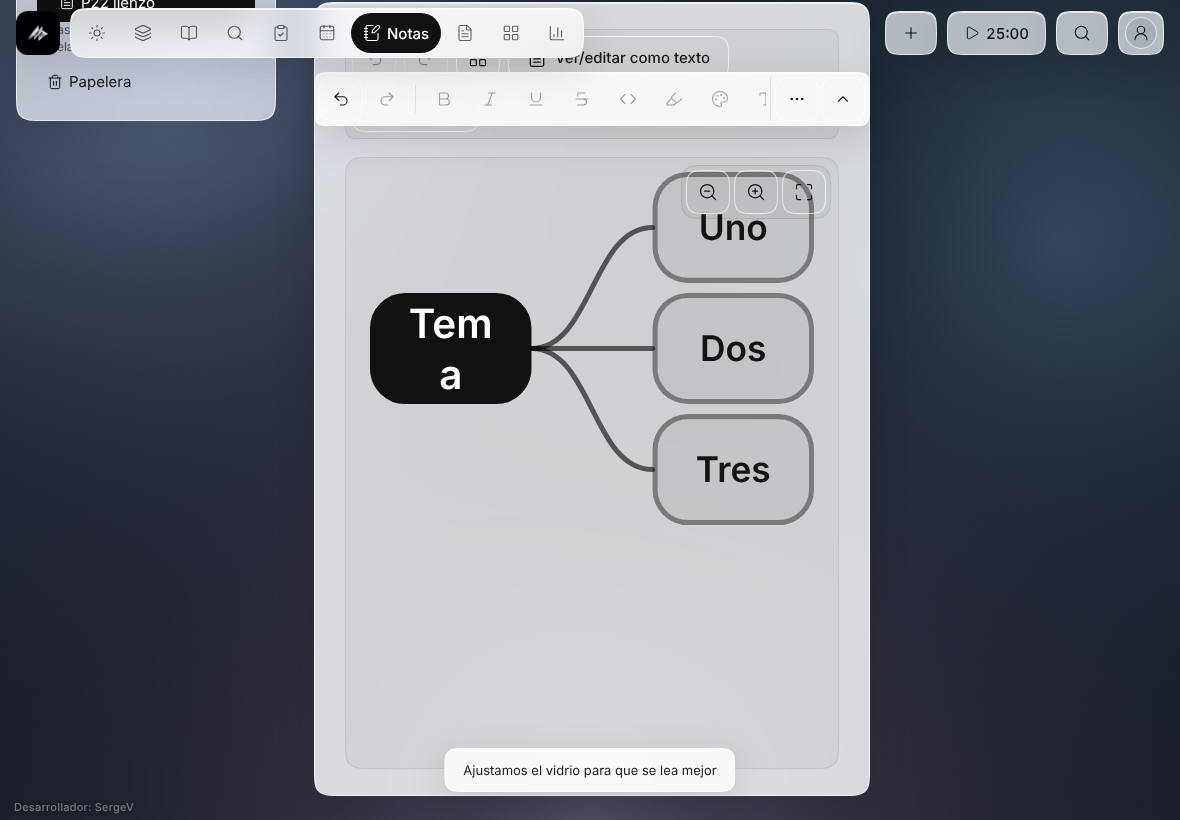 P22 lienzo
Notas
25:00
Ver/editar como texto
Papelera
Uno
Tem
a
Dos
Tres
Ajustamos el vidrio para que se lea mejor
Desarrollador: SergeV